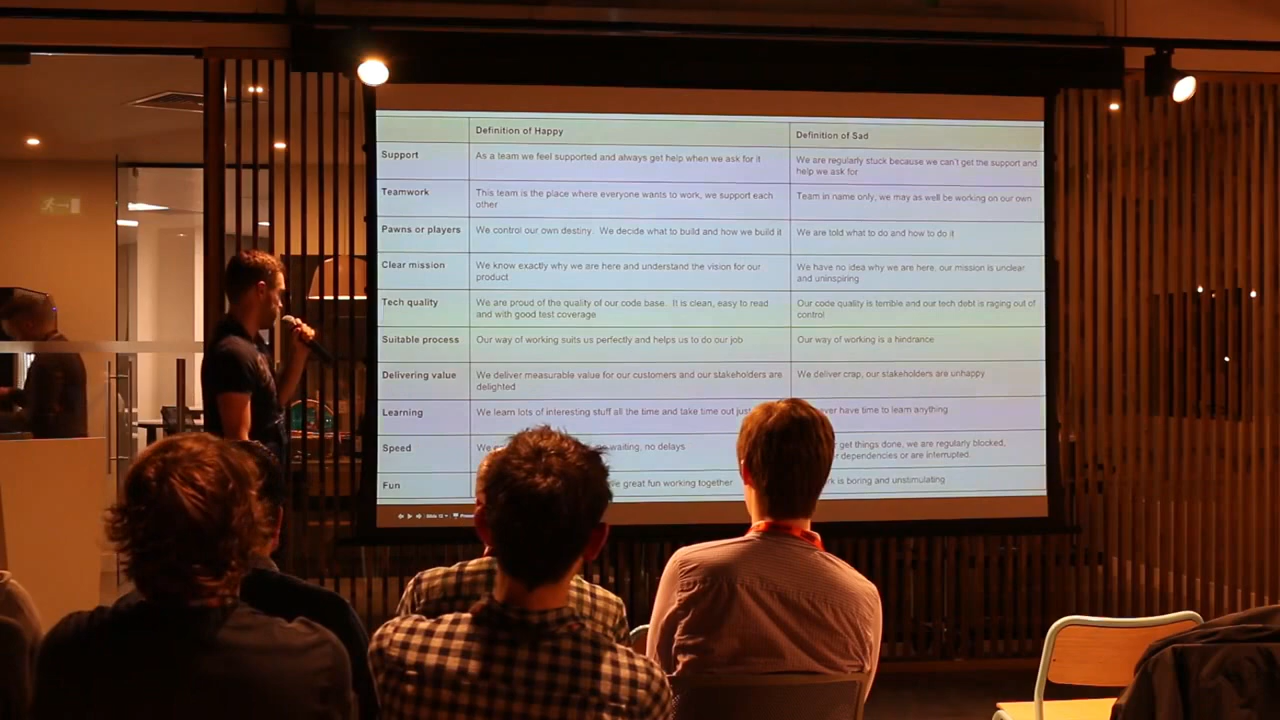 Definition of Happy
Definition of Sad
Support
As a team we feel supported and always get help when we ask for it
We are regularly stuck because we can't get the support and
help we ask for
Teamwork
This team is the place where everyone wants to work, we support each
other
Team in name only, we may as well be working on our own
Pawns or players
We control our own destiny. We decide what to build and how we build it
We are told what to do and how to do it
Clear mission
We know exactly why we are here and understand the vision for our
product
We have no idea why we are here, our mission is unclear
and uninspiring
Tech quality
We are proud of the quality of our code base. It is clean, easy to read
and with good test coverage
Our code quality is terrible and our tech debt is raging out of
control
Suitable process
Our way of working suits us perfectly and helps us to do our job
Our way of working is a hindrance
Delivering value
We deliver measurable value for our customers and our stakeholders are
delighted
We deliver crap, our stakeholders are unhappy
Learning
We learn lots of interesting stuff all the time and take time out just
have time to learn anything
Speed
We
waiting, no delays
get things done, we are regularly blocked,
dependencies or are interrupted.
Fun
great fun working together
is boring and unstimulating
Slide 12